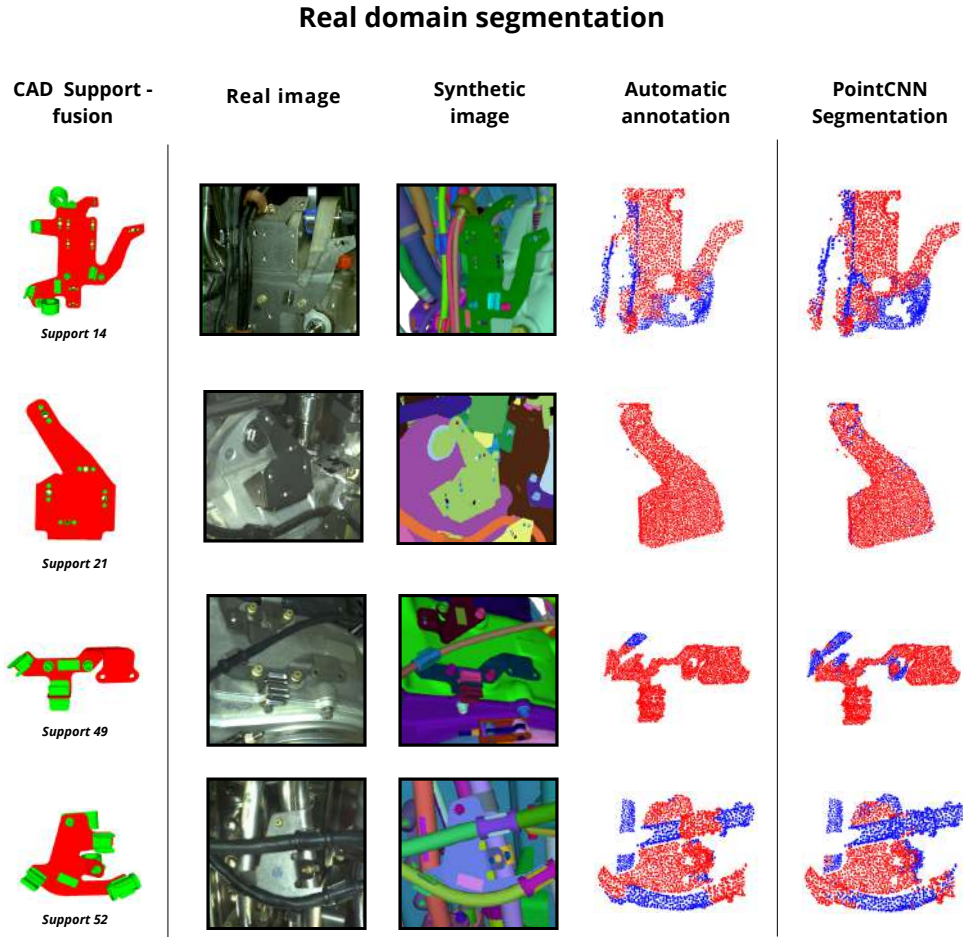 Real domain segmentation
CAD Support -
fusion
Real image
Synthetic
image
Automatic
annotation
PointCNN
Segmentation
Support 14
Support 21
Support 49
Support 52